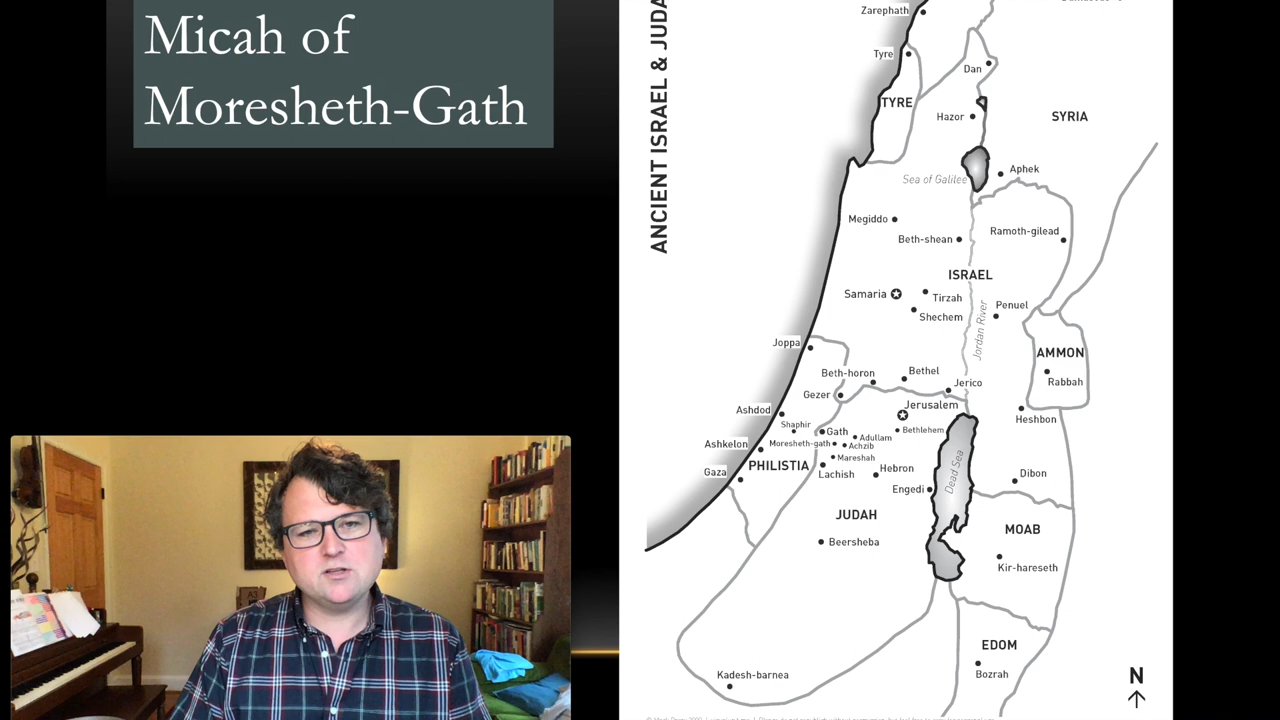 Micah of
Moresheth-Gath
ANCIENT ISRAEL & JUDA
Zarephath
Tyre
Dan
TYRE
Hazor
SYRIA
Sea of Galilee
Aphek
Megiddo
Beth-shean
Ramoth-gilead
ISRAEL
Samaria
Tirzah
Shechem
Penuel
Jordan River
Joppa
AMMON
Beth-horon
Bethel
Rabbah
Jerico
Gezer
Jerusalem
Ashdod
Heshbon
Shaphir
Gath
Bethlehem
Adullam
Ashkelon
Moresheth-gath
Achzib
Mareshah
PHILISTIA
Gaza
Lachish
Hebron
Dead Sea
Dibon
Engedi
JUDAH
MOAB
Beersheba
Kir-hareseth
EDOM
Kadesh-barnea
Bozrah
N